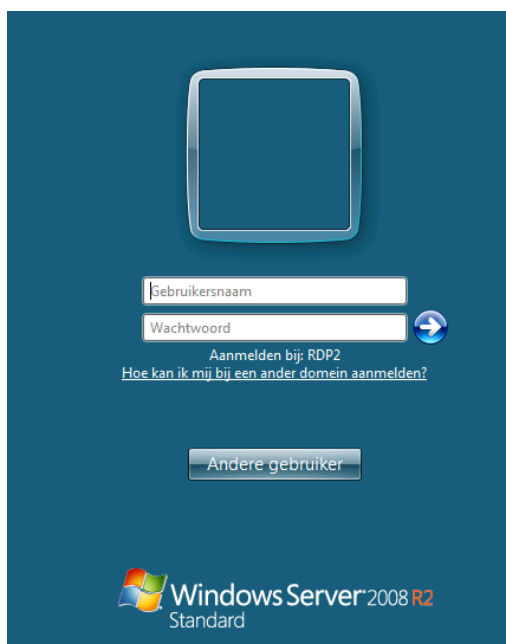 Gebruikersnaam
Wachtwoord
Aanmelden bij: RDP2
Hoe kan ik mij bij een ander domein aanmelden?
Andere gebruiker
Windows Server 2008 R2
Standard